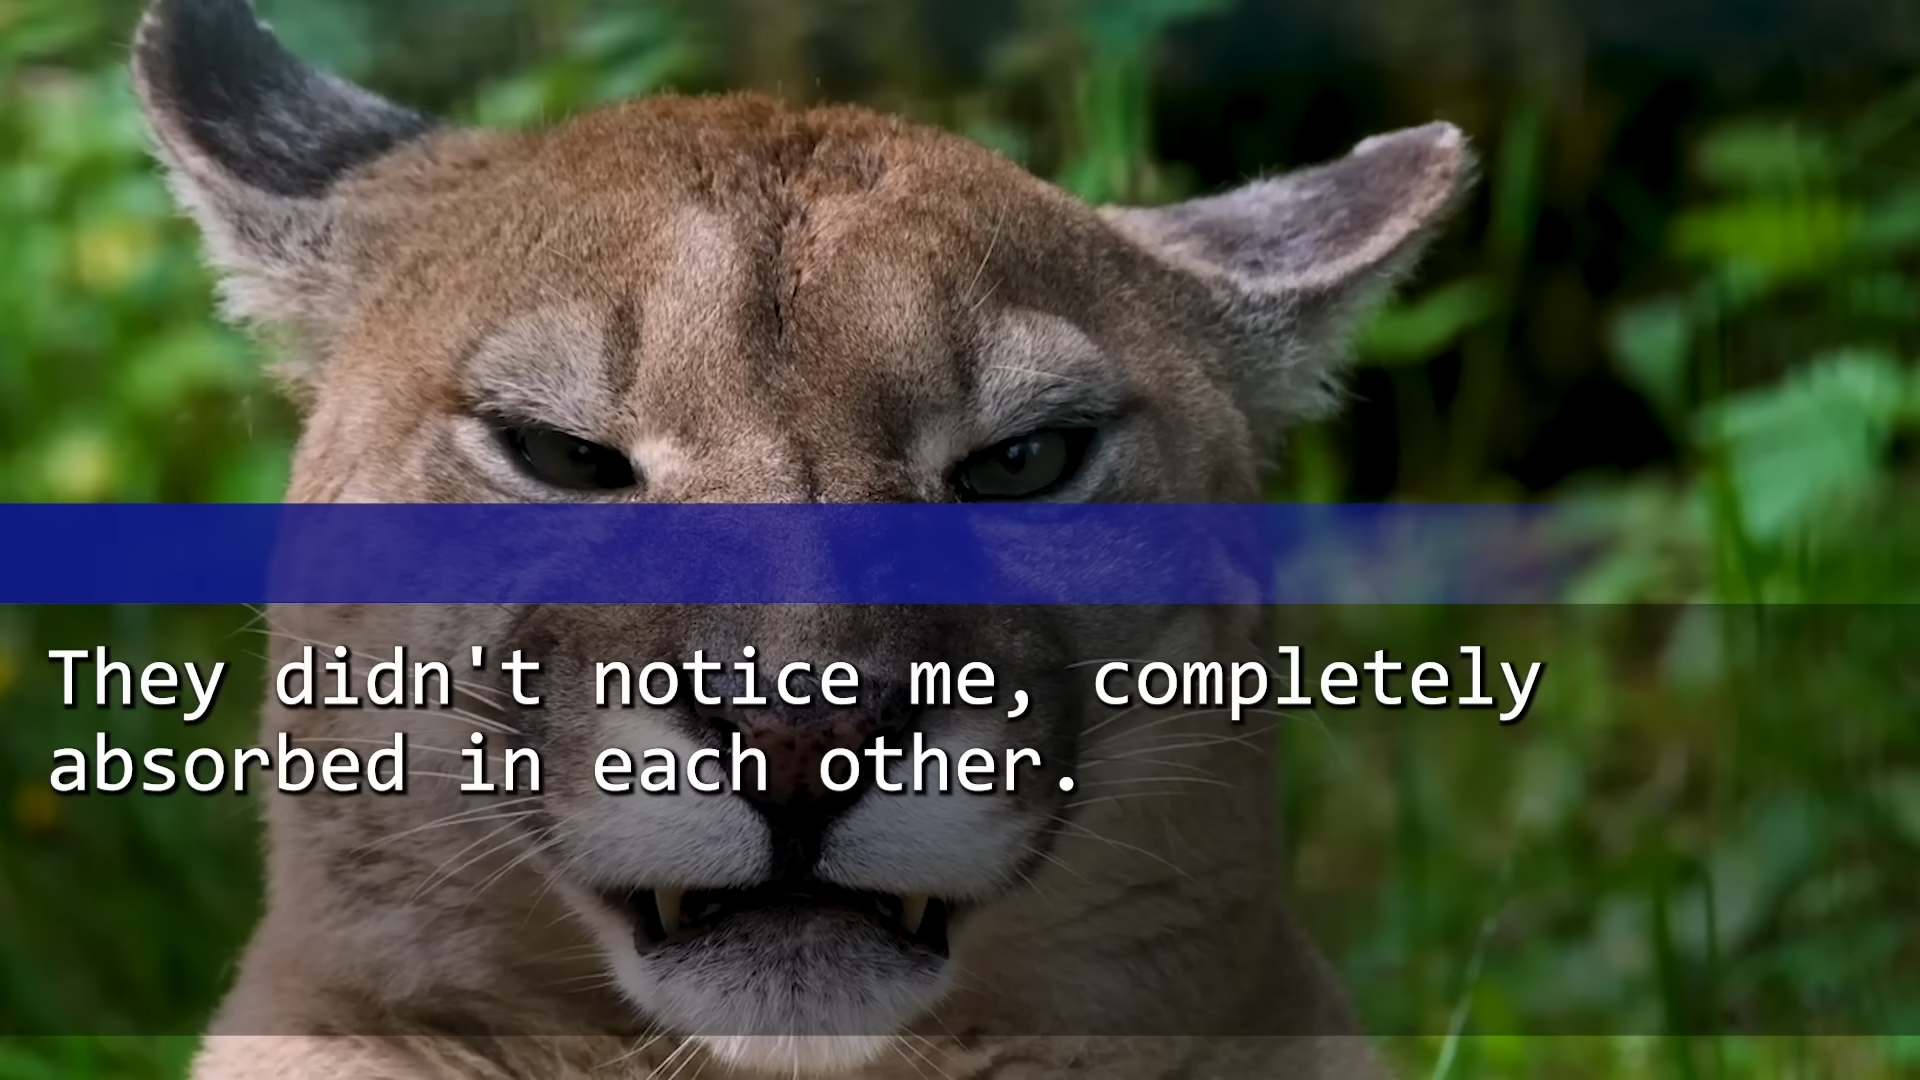 They didn't notice me, completely
absorbed in each other.